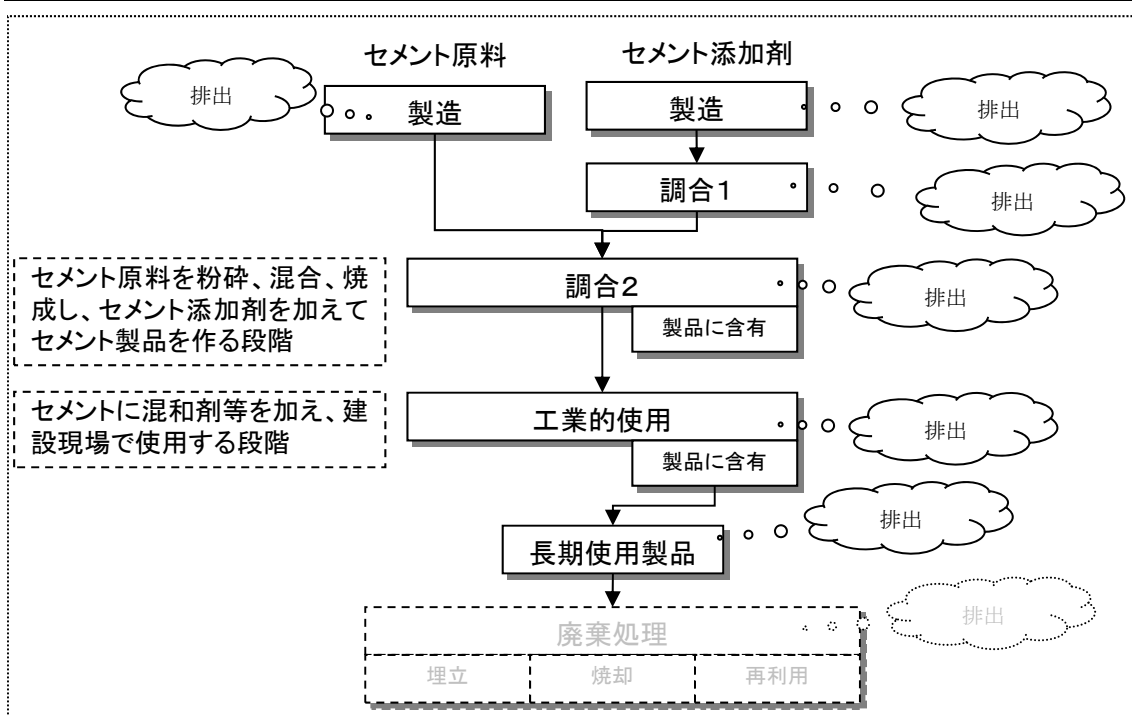 セメント原料
セメント添加剤
排出
製造
製造
排出
調合1
排出
セメント原料を粉砕、混合、焼
成し、セメント添加剤を加えて
セメント製品を作る段階
調合2
排出
製品に含有
セメントに混和剤等を加え、建
設現場で使用する段階
工業的使用
排出
製品に含有
排出
長期使用製品
排出
廃棄処理
埋立
焼却
再利用